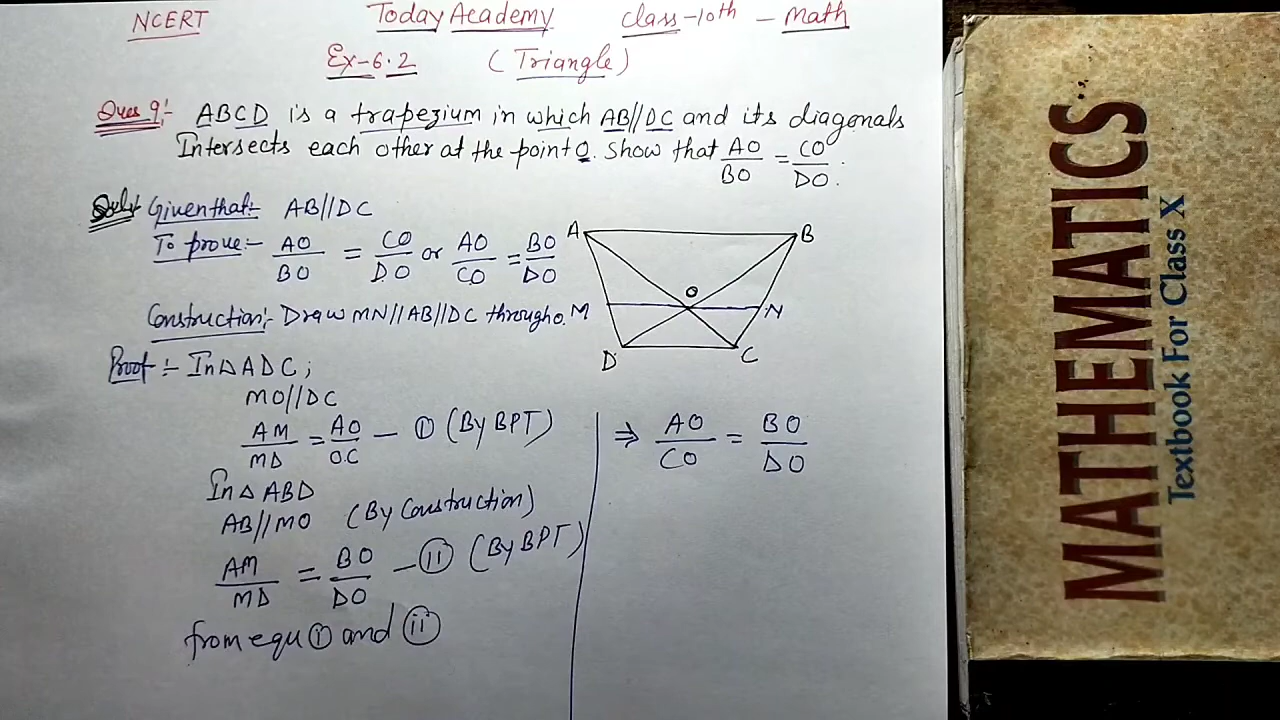 NCERT Today Academy class-10th - Math
Ex-6.2 (Triangle)
Ques 9:- ABCD is a trapezium in which AB//DC and its diagonals
Intersects each other at the point O. Show that AO/BO = CO/DO.
Sol:- Given that:- AB//DC
To prove:- AO/BO = CO/DO or AO/CO = BO/DO
Construction:- Draw MN//AB//DC through O.
A B
O
M N
D C
Proof:- In △ ADC;
MO//DC
AM/MD = AO/OC - ① (By BPT)
In △ ABD
AB//MO (By Construction)
AM/MD = BO/DO - ⑪ (By BPT)
from equ ⓘ and ⓘⓘ
⇒ AO/CO = BO/DO
MATHEMATICS
Textbook For Class X